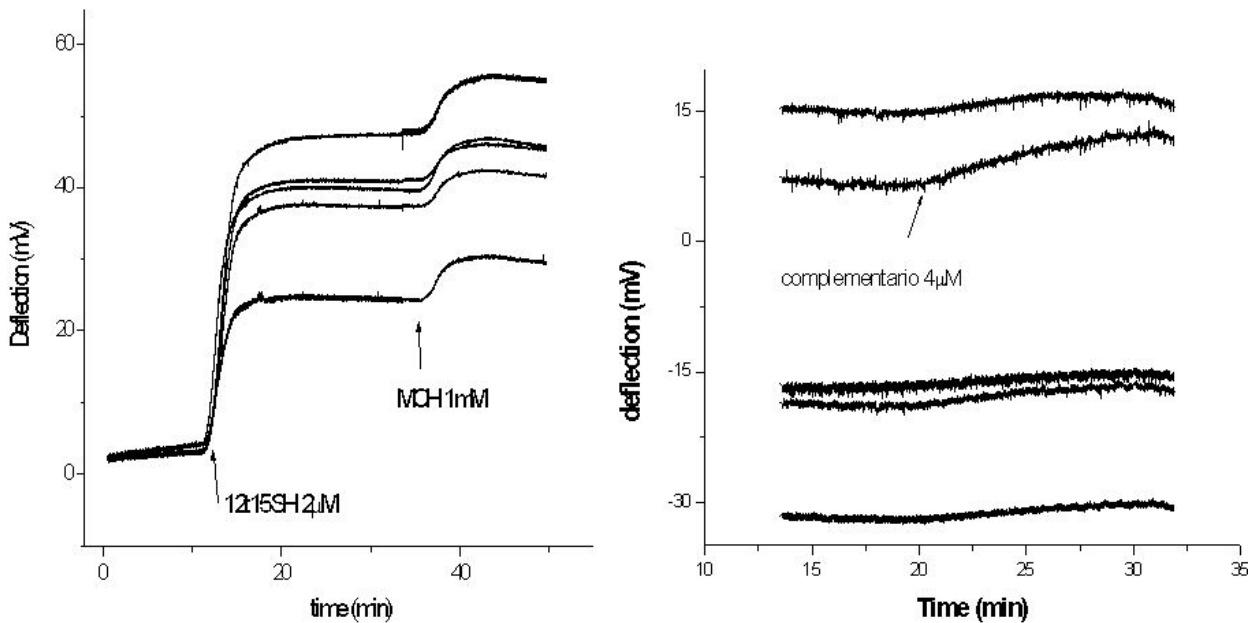 60
40
20
0
Deflection (mV)
MCH 1mM
12t15SH 2μM
0
20
40
time (min)
15
0
-15
-30
deflection (mV)
complementario 4μM
10
15
20
25
30
35
Time (min)